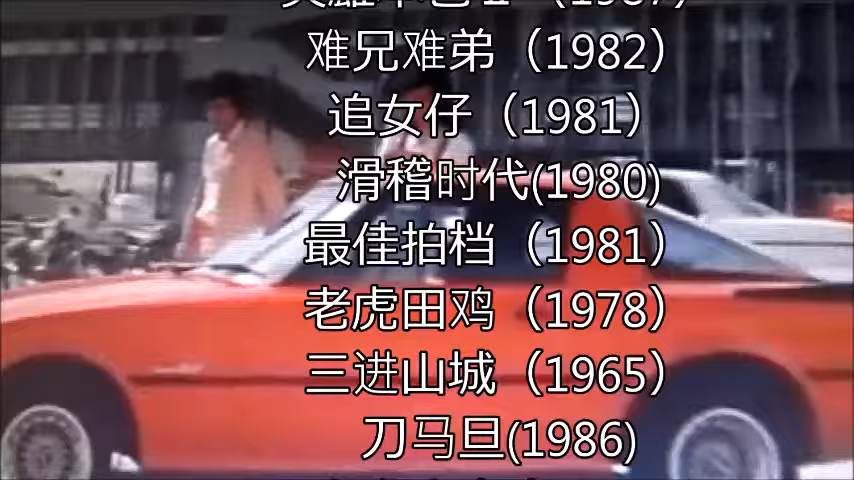 难兄难弟（1982）
追女仔（1981）
滑稽时代(1980)
最佳拍档（1981）
老虎田鸡（1978）
三进山城（1965）
刀马旦(1986)